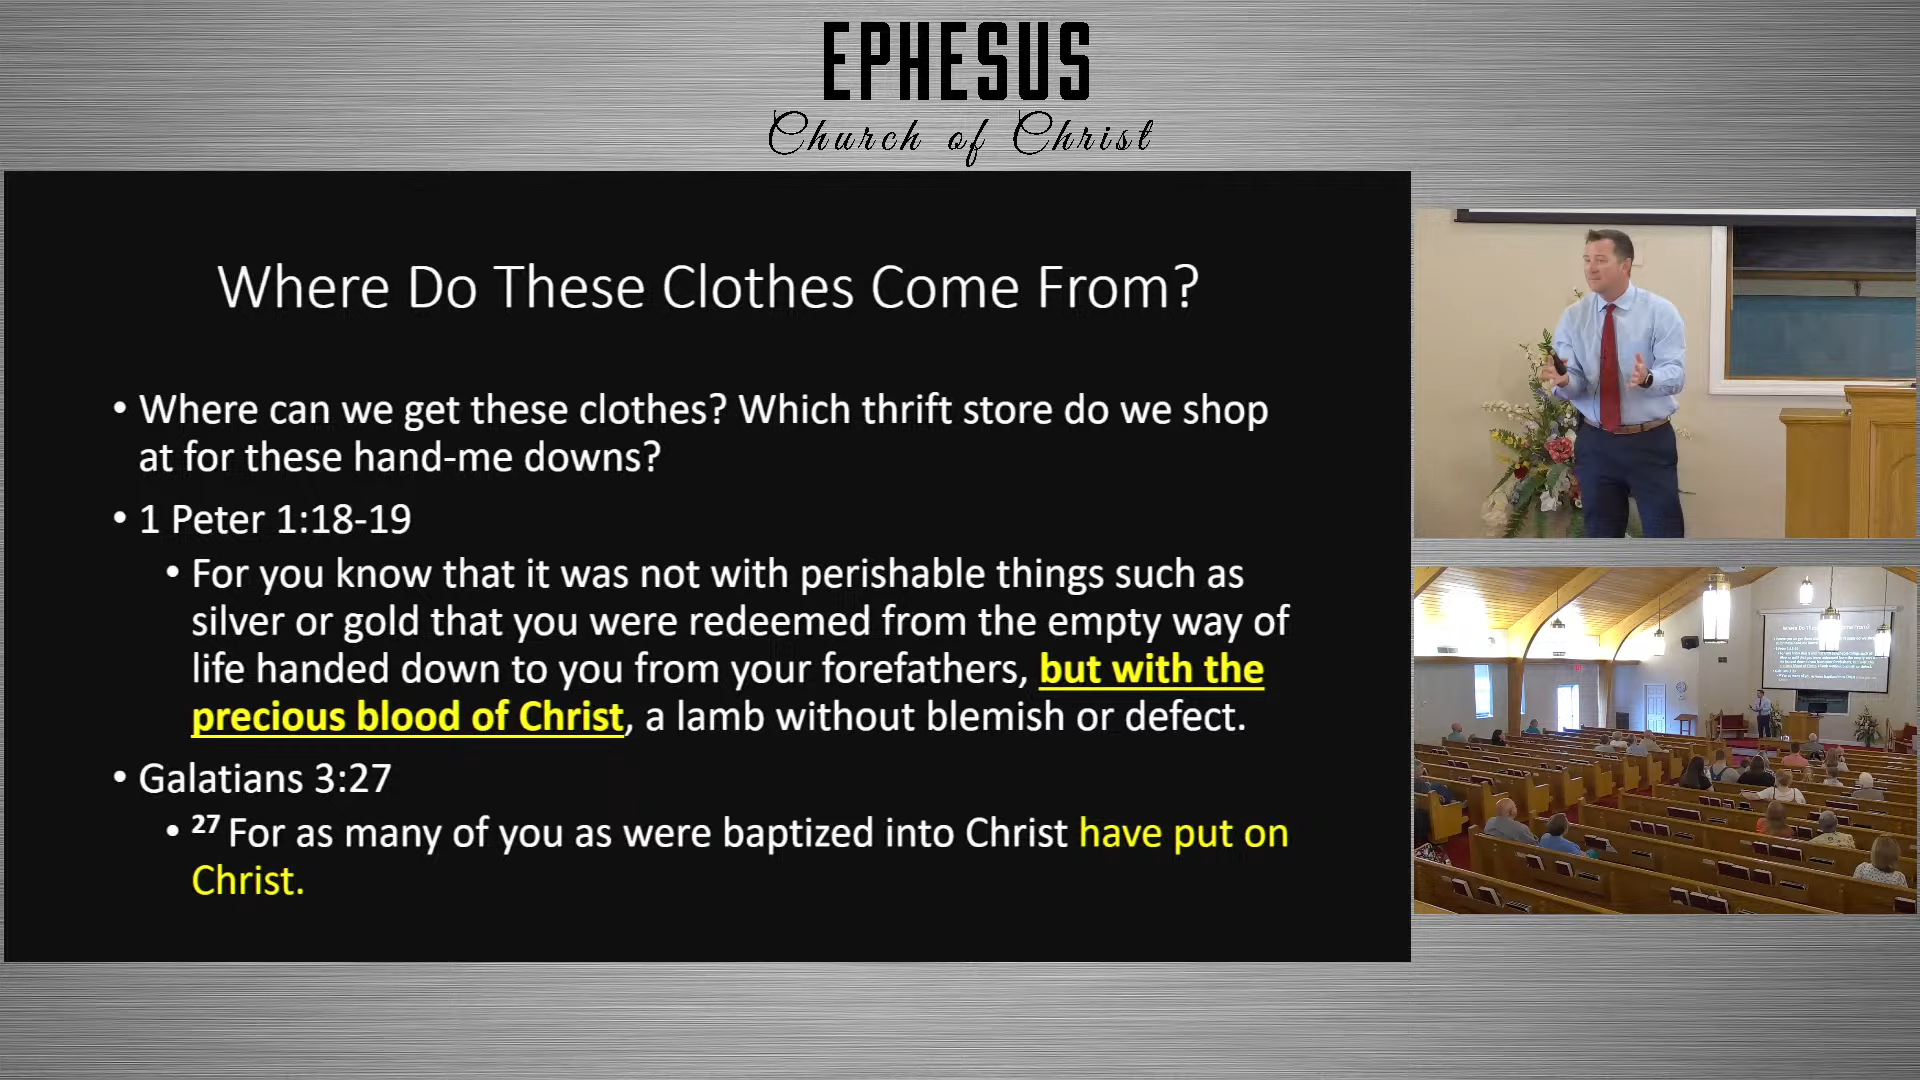 EPHESUS
Church of Christ
Where Do These Clothes Come From?
• Where can we get these clothes? Which thrift store do we shop
at for these hand-me downs?
• 1 Peter 1:18-19
• For you know that it was not with perishable things such as
silver or gold that you were redeemed from the empty way of
life handed down to you from your forefathers, but with the
precious blood of Christ, a lamb without blemish or defect.
• Galatians 3:27
• 27 For as many of you as were baptized into Christ have put on
Christ.